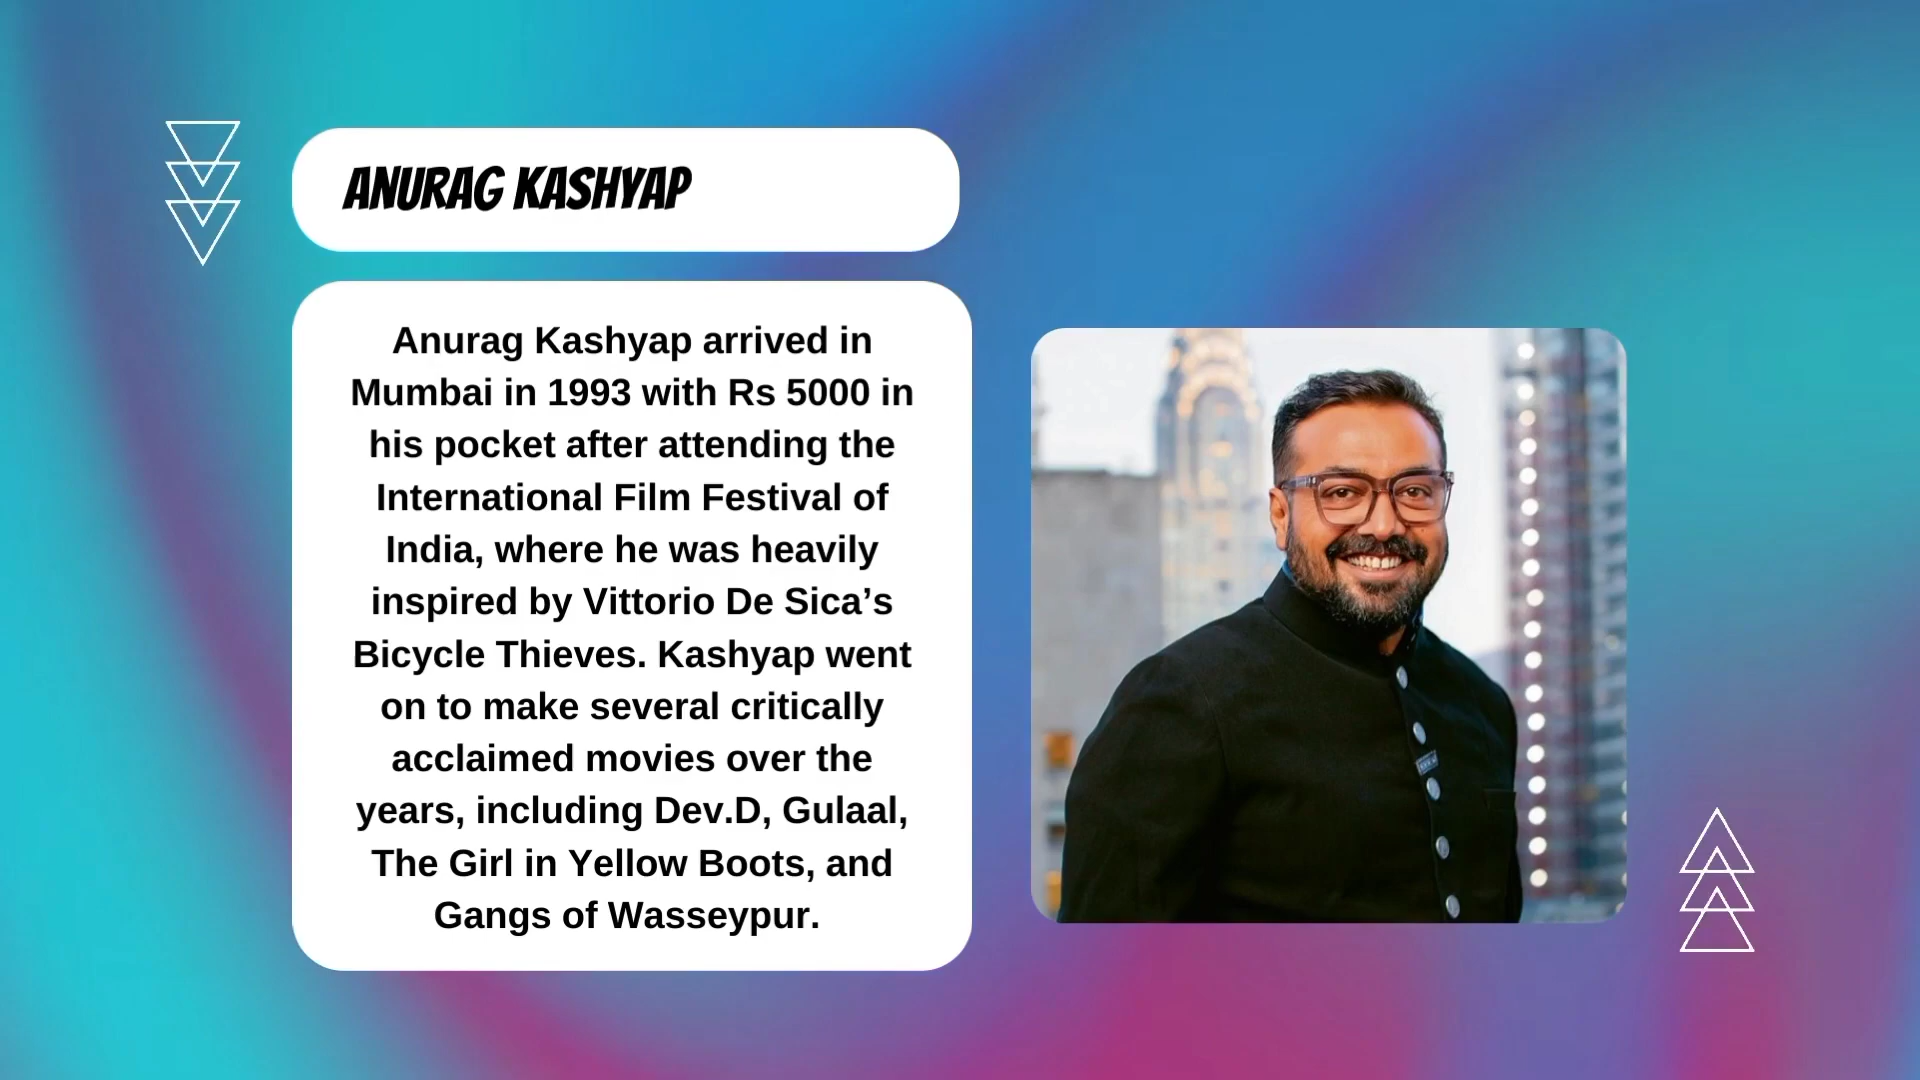 ANURAG KASHYAP
Anurag Kashyap arrived in
Mumbai in 1993 with Rs 5000 in
his pocket after attending the
International Film Festival of
India, where he was heavily
inspired by Vittorio De Sica’s
Bicycle Thieves. Kashyap went
on to make several critically
acclaimed movies over the
years, including Dev.D, Gulaal,
The Girl in Yellow Boots, and
Gangs of Wasseypur.